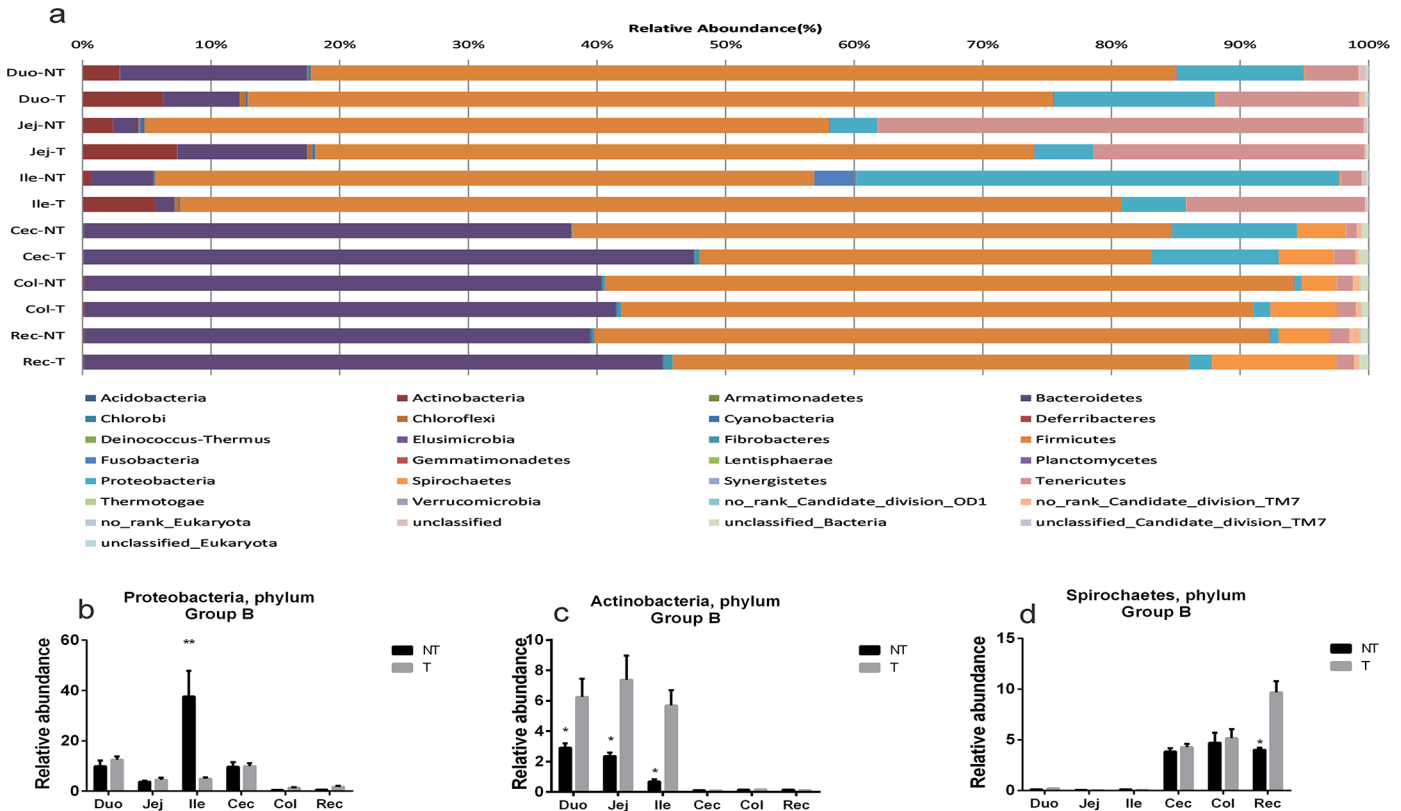 a
Relative Aboundance(%)
0% 10% 20% 30% 40% 50% 60% 70% 80% 90% 100%
Duo-NT
Duo-T
Jej-NT
Jej-T
Ile-NT
Ile-T
Cec-NT
Cec-T
Col-NT
Col-T
Rec-NT
Rec-T
Acidobacteria Actinobacteria Armatimonadetes Bacteroidetes
Chlorobi Chloroflexi Cyanobacteria Deferribacteres
Deinococcus-Thermus Elusimicrobia Fibrobacteres Firmicutes
Fusobacteria Gemmatimonadetes Lentisphaerae Planctomycetes
Proteobacteria Spirochaetes Synergistetes Tenericutes
Thermotogae Verrucomicrobia no_rank_Candidate_division_OD1 no_rank_Candidate_division_TM7
no_rank_Eukaryota unclassified unclassified_Bacteria unclassified_Candidate_division_TM7
unclassified_Eukaryota
b
Proteobacteria, phylum
Group B
Relative abundance
60
40
20
0
**
NT
T
Duo Jej Ile Cec Col Rec
c
Actinobacteria, phylum
Group B
Relative abundance
10
8
6
4
2
0
*
*
*
NT
T
Duo Jej Ile Cec Col Rec
d
Spirochaetes, phylum
Group B
Relative abundance
15
10
5
0
*
NT
T
Duo Jej Ile Cec Col Rec